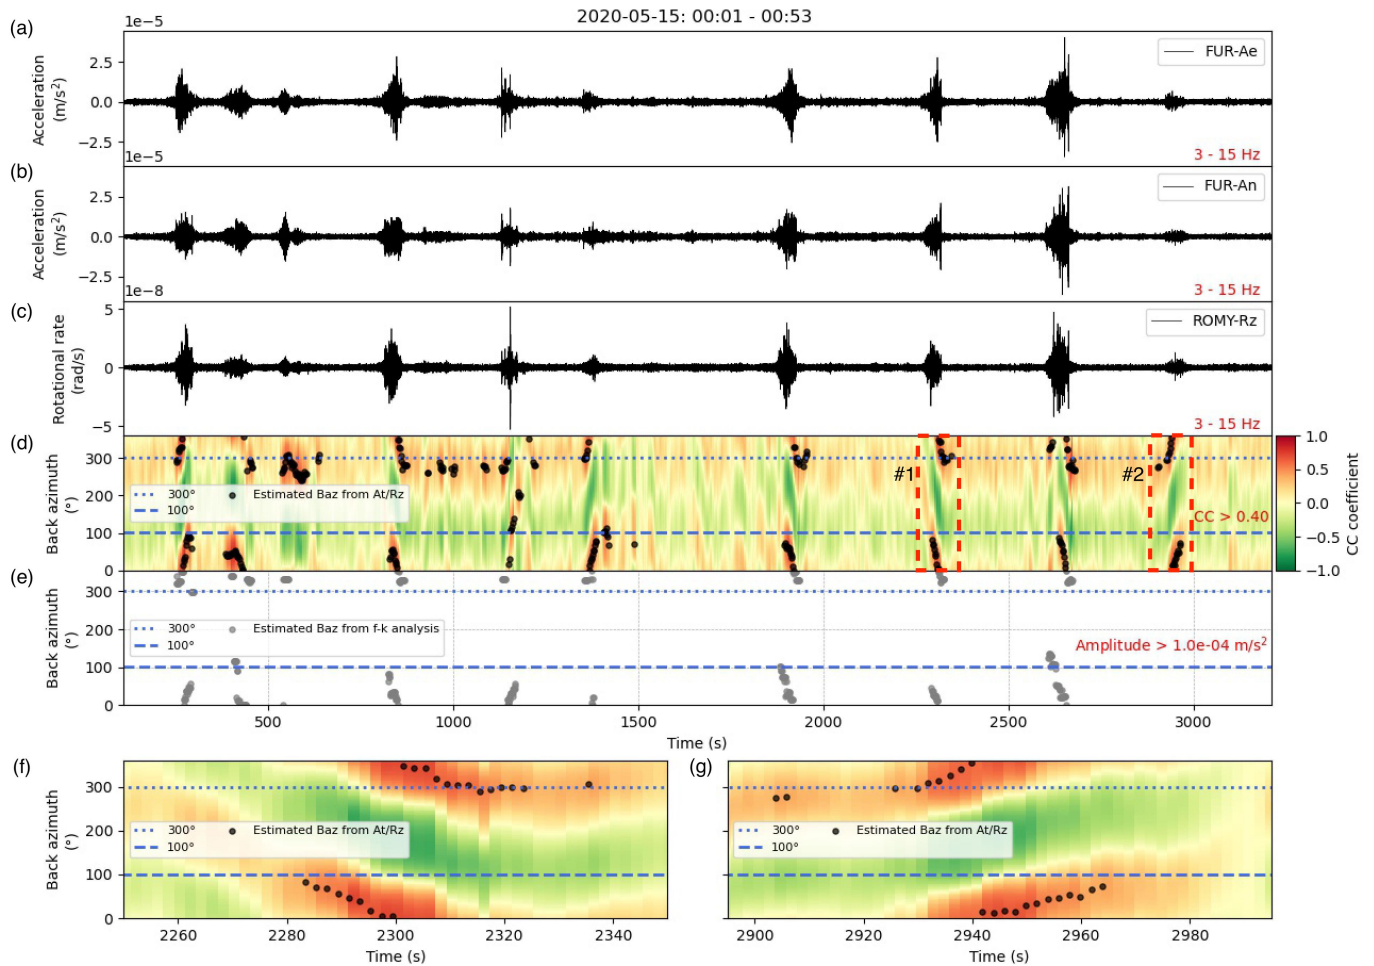 2020-05-15: 00:01 - 00:53
(a)
1e−5
FUR-Ae
2.5
0.0
−2.5
Acceleration
(m/s²)
3 - 15 Hz
(b)
1e−5
FUR-An
2.5
0.0
−2.5
Acceleration
(m/s²)
3 - 15 Hz
(c)
1e−8
ROMY-Rz
5
0
−5
Rotational rate
(rad/s)
3 - 15 Hz
(d)
300
200
100
0
Back azimuth
(°)
300°
100°
Estimated Baz from At/Rz
#1
#2
CC > 0.40
1.0
0.5
0.0
−0.5
−1.0
CC coefficient
(e)
300
200
100
0
Back azimuth
(°)
300°
100°
Estimated Baz from f-k analysis
Amplitude > 1.0e-04 m/s²
500 1000 1500 2000 2500 3000
Time (s)
(f)
300
200
100
0
Back azimuth
(°)
300°
100°
Estimated Baz from At/Rz
2260 2280 2300 2320 2340
Time (s)
(g)
300°
100°
Estimated Baz from At/Rz
2900 2920 2940 2960 2980
Time (s)